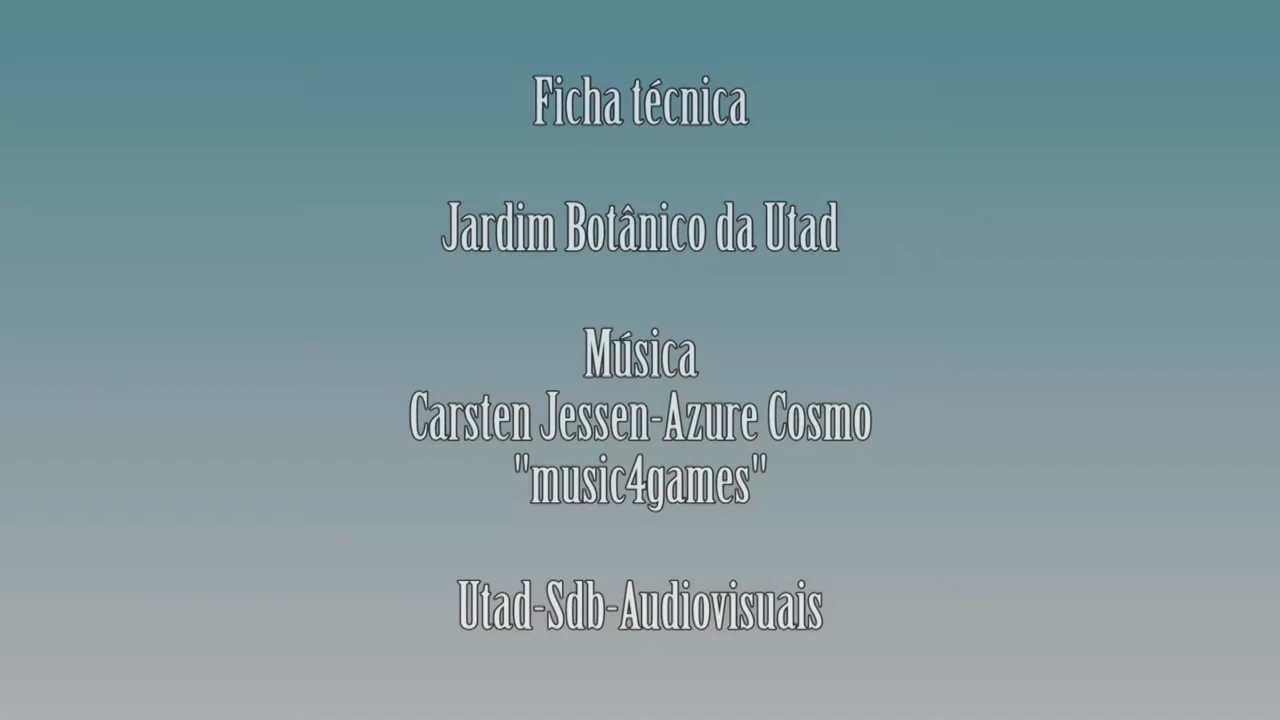 Ficha técnica
Jardim Botânico da Utad
Música
Carsten Jessen-Azure Cosmo
"music4games"
Utad-Sdb-Audiovisuais